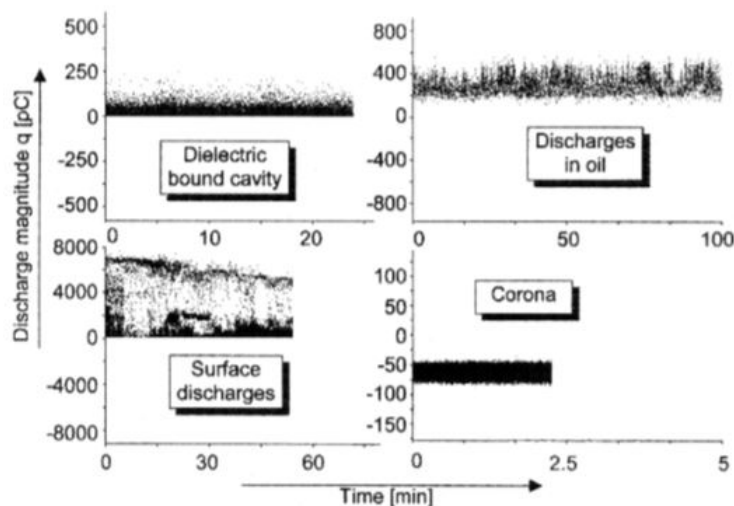 Discharge magnitude q [pC]
500
250
0
-250
-500
Dielectric
bound cavity
0 10 20
800
400
0
-400
-800
Discharges
in oil
0 50 100
8000
4000
0
-4000
-8000
Surface
discharges
0 30 60
100
50
0
-50
-100
-150
Corona
0 2.5 5
Time [min]